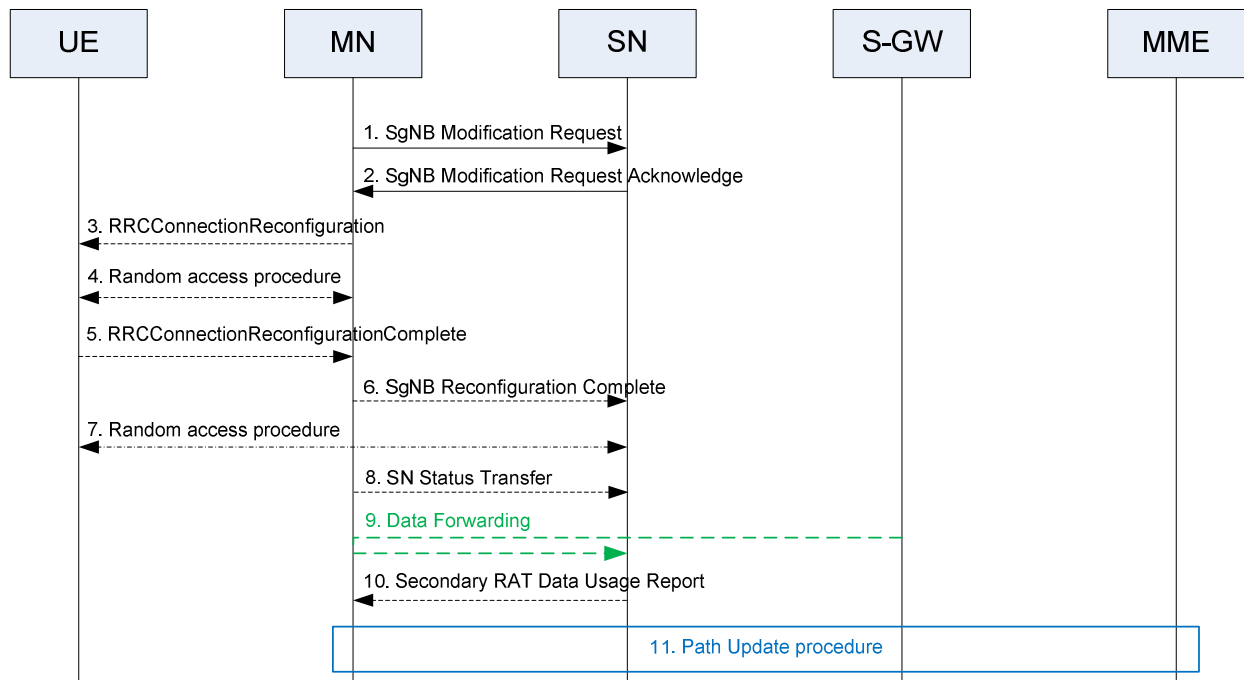 UE
MN
SN
S-GW
MME
1. SgNB Modification Request
2. SgNB Modification Request Acknowledge
3. RRCConnectionReconfiguration
4. Random access procedure
5. RRCConnectionReconfigurationComplete
6. SgNB Reconfiguration Complete
7. Random access procedure
8. SN Status Transfer
9. Data Forwarding
10. Secondary RAT Data Usage Report
11. Path Update procedure